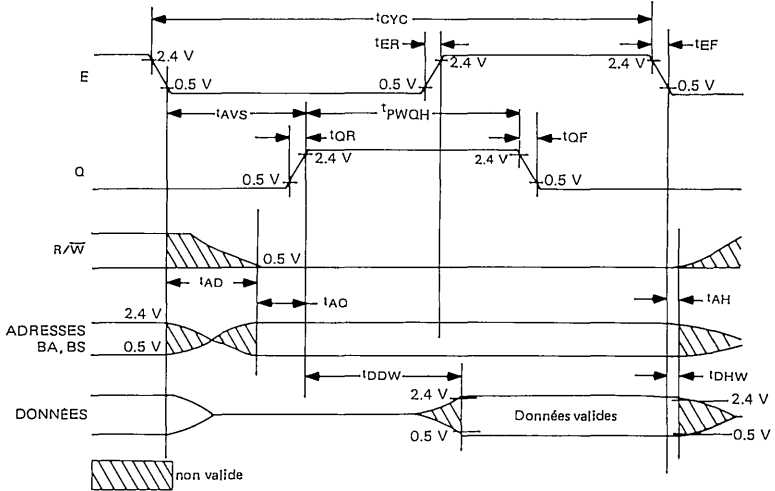 tCYC
tER
tEF
E
2.4 V
0.5 V
0.5 V
2.4 V
2.4 V
0.5 V
tAVS
tPWQH
tQR
tQF
Q
2.4 V
0.5 V
2.4 V
0.5 V
R/W̅
0.5 V
tAD
tAQ
tAH
ADRESSES
BA, BS
2.4 V
0.5 V
tDDW
tDHW
DONNÉES
2.4 V
0.5 V
Données valides
2.4 V
0.5 V
non valide